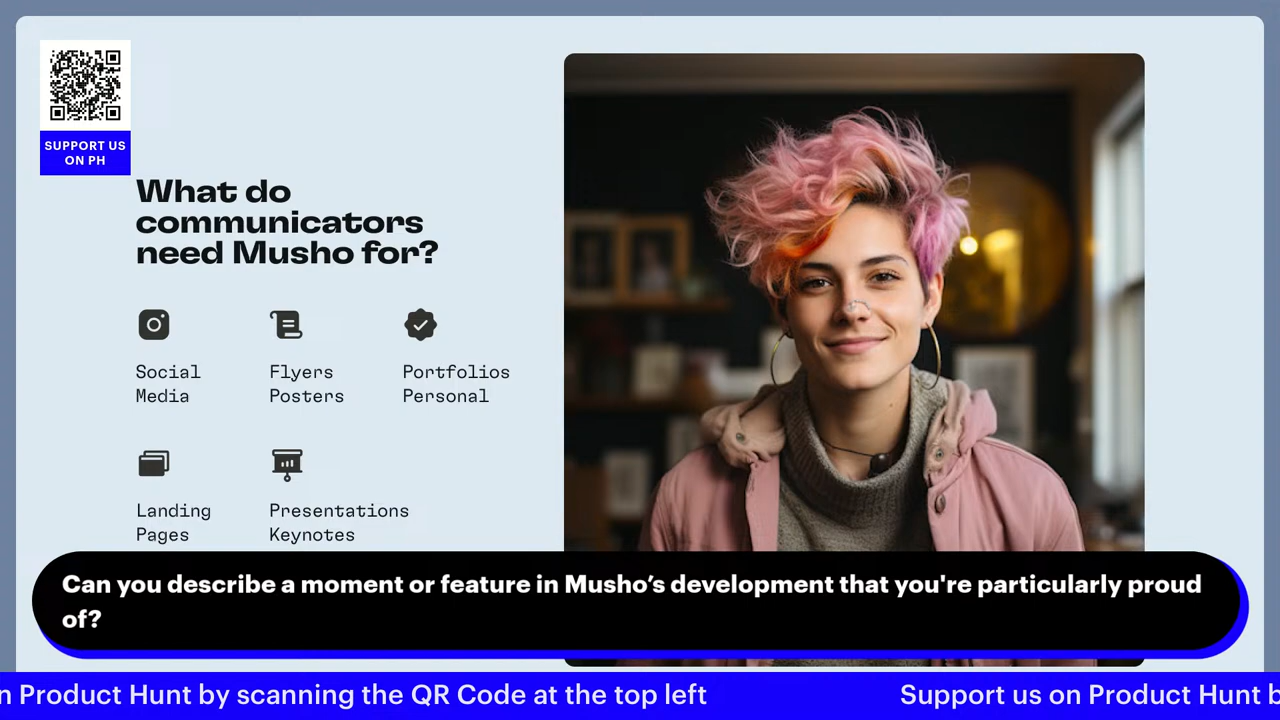 SUPPORT US
ON PH
What do
communicators
need Musho for?
Social
Media
Flyers
Posters
Portfolios
Personal
Landing
Pages
Presentations
Keynotes
Can you describe a moment or feature in Musho’s development that you're particularly proud
of?
n Product Hunt by scanning the QR Code at the top left
Support us on Product Hunt b